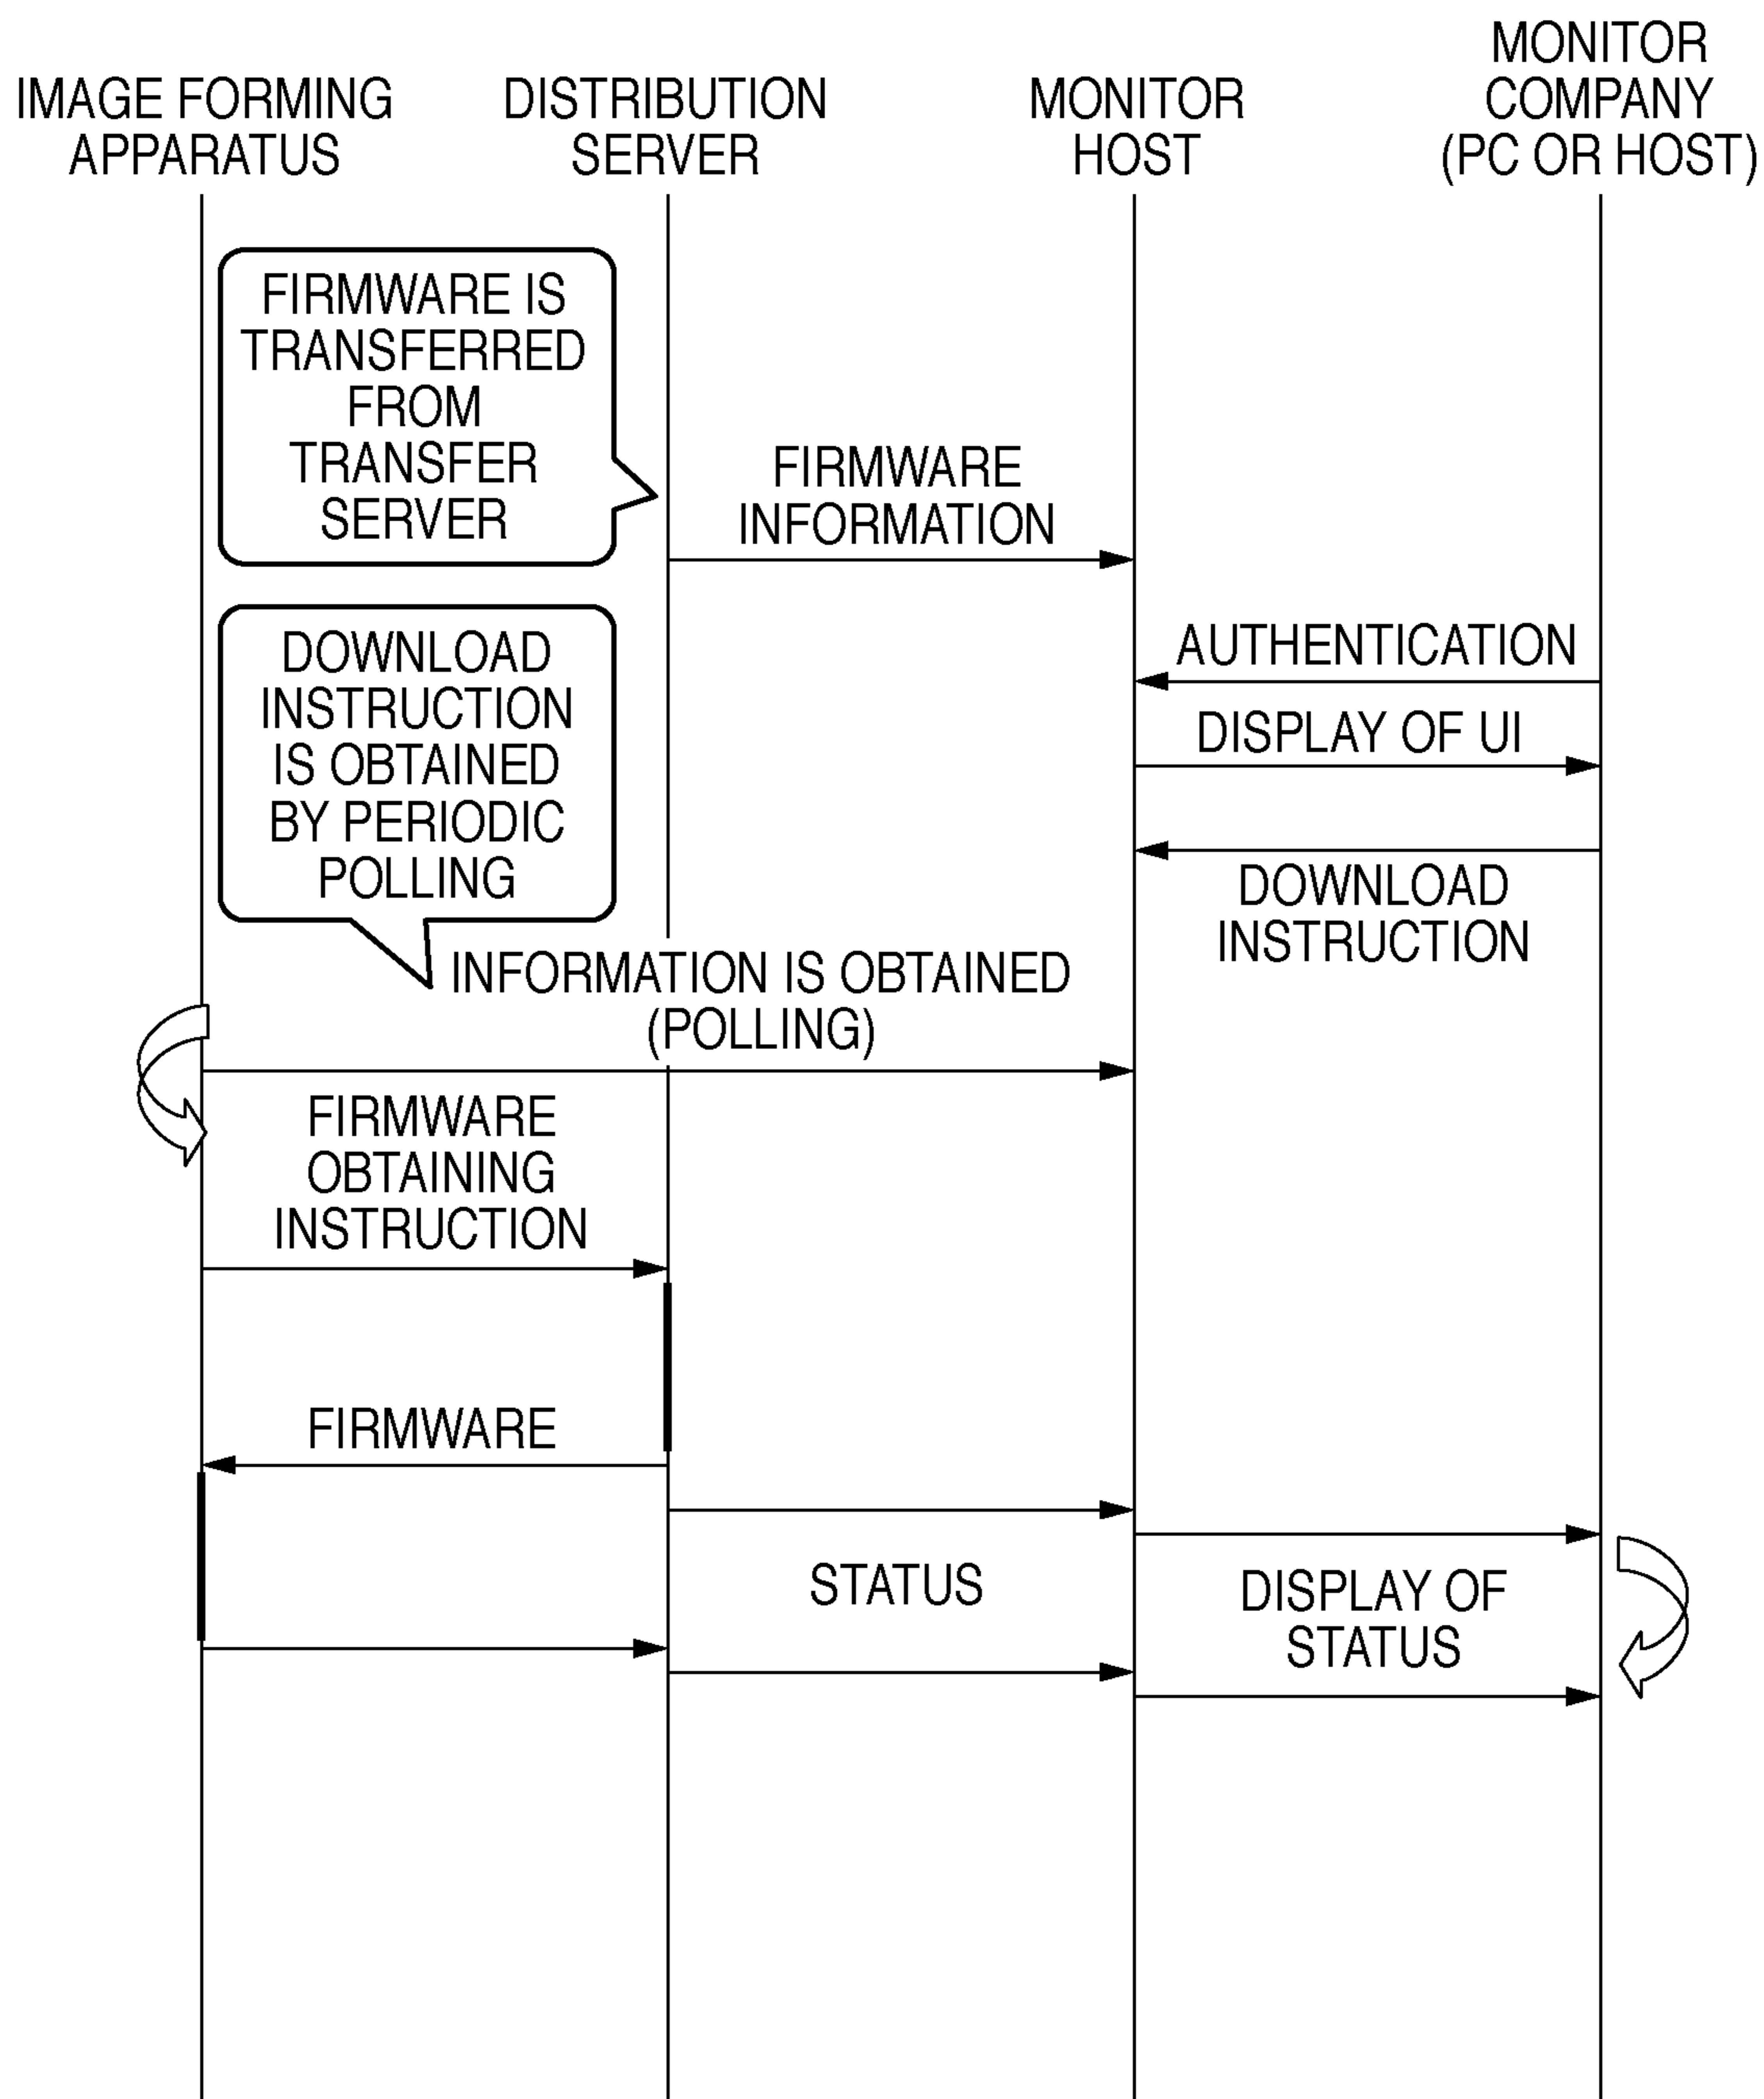 IMAGE FORMING
APPARATUS
DISTRIBUTION
SERVER
MONITOR
HOST
MONITOR
COMPANY
(PC OR HOST)
FIRMWARE IS
TRANSFERRED
FROM
TRANSFER
SERVER
FIRMWARE
INFORMATION
AUTHENTICATION
DISPLAY OF UI
DOWNLOAD
INSTRUCTION
DOWNLOAD
INSTRUCTION
IS OBTAINED
BY PERIODIC
POLLING
INFORMATION IS OBTAINED
(POLLING)
FIRMWARE
OBTAINING
INSTRUCTION
FIRMWARE
STATUS
DISPLAY OF
STATUS